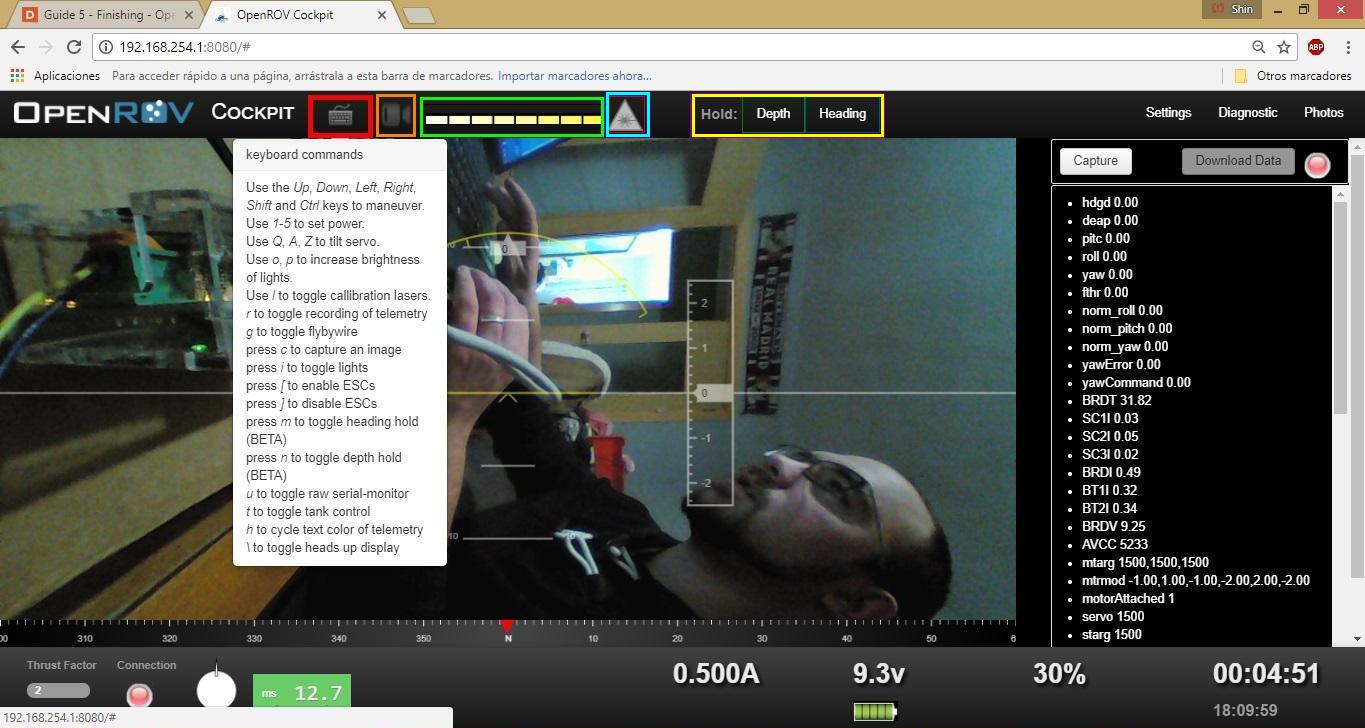 Guide 5 - Finishing - Ope
OpenROV Cockpit
Shin
192.168.254.1:8080/#
ABP
Aplicaciones Para acceder rápido a una página, arrástrala a esta barra de marcadores. Importar marcadores ahora... Otros marcadores
OPENROV COCKPIT
Hold: Depth Heading
Settings Diagnostic Photos
keyboard commands
Use the Up, Down, Left, Right,
Shift and Ctrl keys to maneuver.
Use 1-5 to set power.
Use Q, A, Z to tilt servo.
Use o, p to increase brightness
of lights.
Use l to toggle callibration lasers.
r to toggle recording of telemetry
g to toggle flybywire
press c to capture an image
press i to toggle lights
press [ to enable ESCs
press ] to disable ESCs
press m to toggle heading hold
(BETA)
press n to toggle depth hold
(BETA)
u to toggle raw serial-monitor
t to toggle tank control
h to cycle text color of telemetry
\ to toggle heads up display
0
2
1
0
-1
-2
10
REAL MADRID
Capture Download Data
hdgd 0.00
deap 0.00
pitc 0.00
roll 0.00
yaw 0.00
fthr 0.00
norm_roll 0.00
norm_pitch 0.00
norm_yaw 0.00
yawError 0.00
yawCommand 0.00
BRDT 31.82
SC1I 0.03
SC2I 0.05
SC3I 0.02
BRDI 0.49
BT1I 0.32
BT2I 0.34
BRDV 9.25
AVCC 5233
mtarg 1500,1500,1500
mtrmod -1.00,1.00,-1.00,-2.00,2.00,-2.00
motorAttached 1
servo 1500
starg 1500
00 310 320 330 340 350 N 10 20 30 40 50 6
Thrust Factor Connection
2
ms 12.7
0.500A 9.3v 30% 00:04:51
18:09:59
192.168.254.1:8080/#